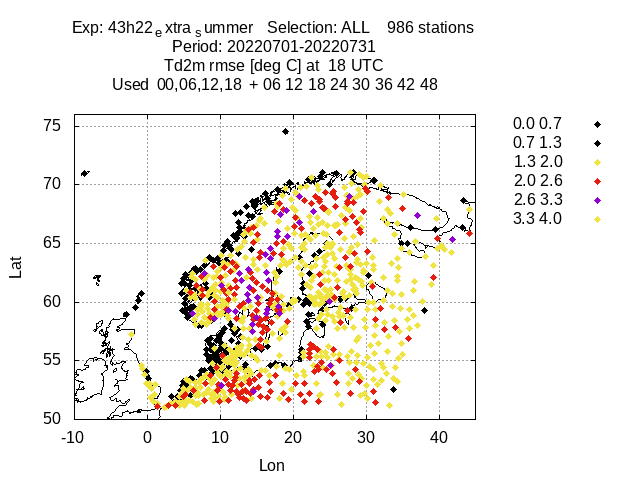 Exp: 43h22_extra_summer   Selection: ALL    986 stations
Period: 20220701-20220731
Td2m rmse [deg C] at  18 UTC
Used  00,06,12,18  + 06 12 18 24 30 36 42 48
75
70
65
60
55
50
-10 0 10 20 30 40
Lat
Lon
0.0 0.7
0.7 1.3
1.3 2.0
2.0 2.6
2.6 3.3
3.3 4.0